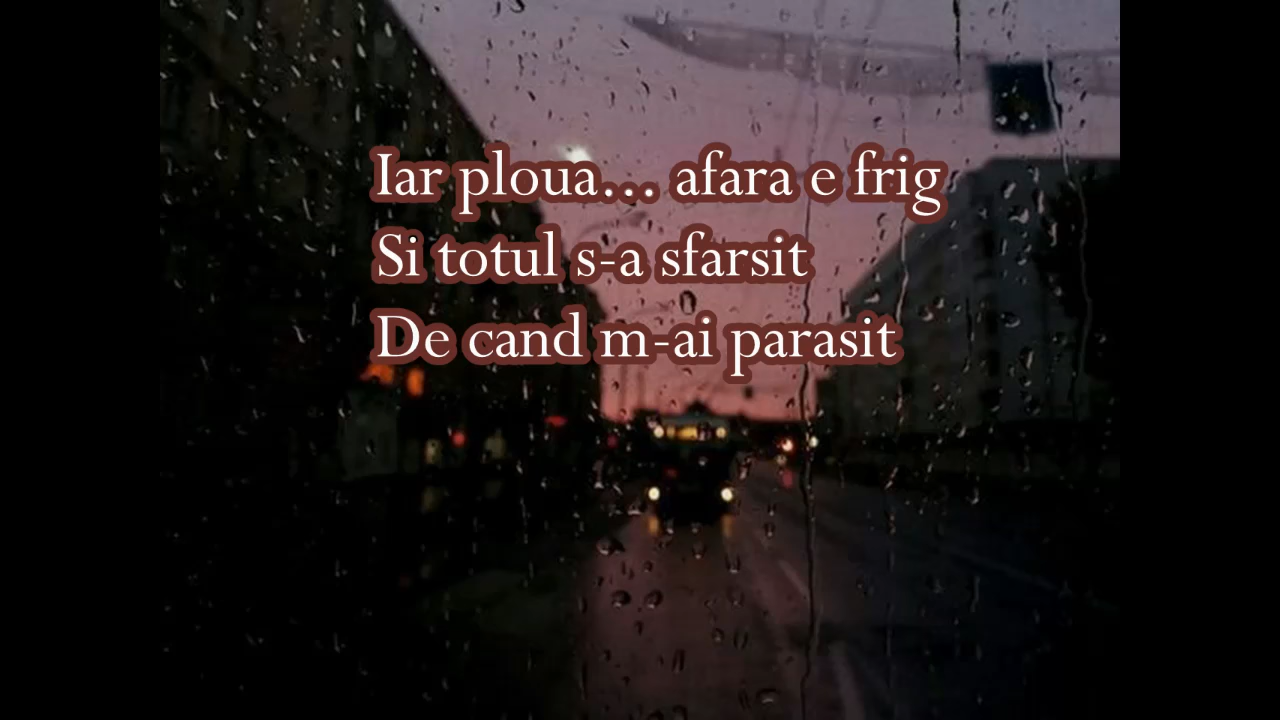 Iar ploua... afara e frig
Si totul s-a sfarsit
De cand m-ai parasit